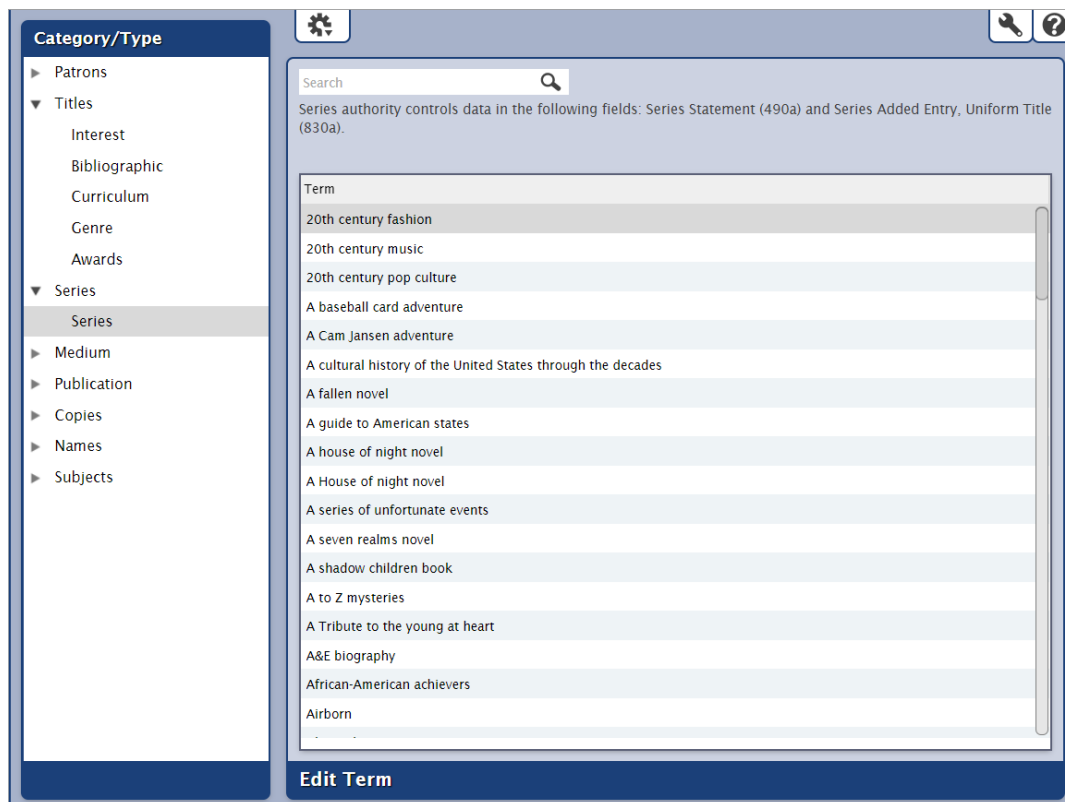 Category/Type
Patrons
Titles
Interest
Bibliographic
Curriculum
Genre
Awards
Series
Series
Medium
Publication
Copies
Names
Subjects
Search
Series authority controls data in the following fields: Series Statement (490a) and Series Added Entry, Uniform Title
(830a).
Term
20th century fashion
20th century music
20th century pop culture
A baseball card adventure
A Cam Jansen adventure
A cultural history of the United States through the decades
A fallen novel
A guide to American states
A house of night novel
A House of night novel
A series of unfortunate events
A seven realms novel
A shadow children book
A to Z mysteries
A Tribute to the young at heart
A&E biography
African-American achievers
Airborn
Edit Term